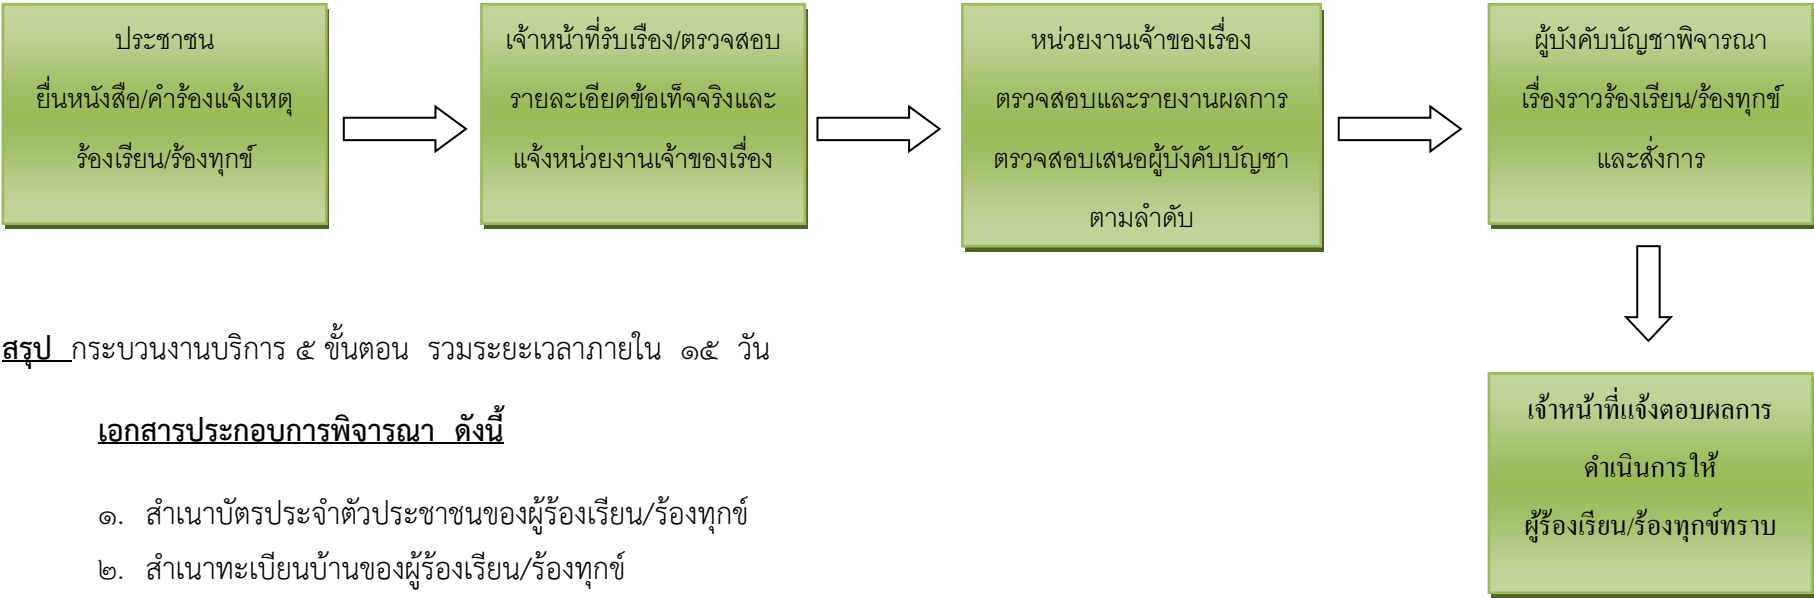 ประชาชน
ยื่นหนังสือ/คำร้องแจ้งเหตุ
ร้องเรียน/ร้องทุกข์
เจ้าหน้าที่รับเรื่อง/ตรวจสอบ
รายละเอียดข้อเท็จจริงและ
แจ้งหน่วยงานเจ้าของเรื่อง
หน่วยงานเจ้าของเรื่อง
ตรวจสอบและรายงานผลการ
ตรวจสอบเสนอผู้บังคับบัญชา
ตามลำดับ
ผู้บังคับบัญชาพิจารณา
เรื่องราวร้องเรียน/ร้องทุกข์
และสั่งการ
เจ้าหน้าที่แจ้งตอบผลการ
ดำเนินการให้
ผู้ร้องเรียน/ร้องทุกข์ทราบ
สรุป กระบวนงานบริการ ๕ ขั้นตอน รวมระยะเวลาภายใน ๑๕ วัน
เอกสารประกอบการพิจารณา ดังนี้
๑. สำเนาบัตรประจำตัวประชาชนของผู้ร้องเรียน/ร้องทุกข์
๒. สำเนาทะเบียนบ้านของผู้ร้องเรียน/ร้องทุกข์